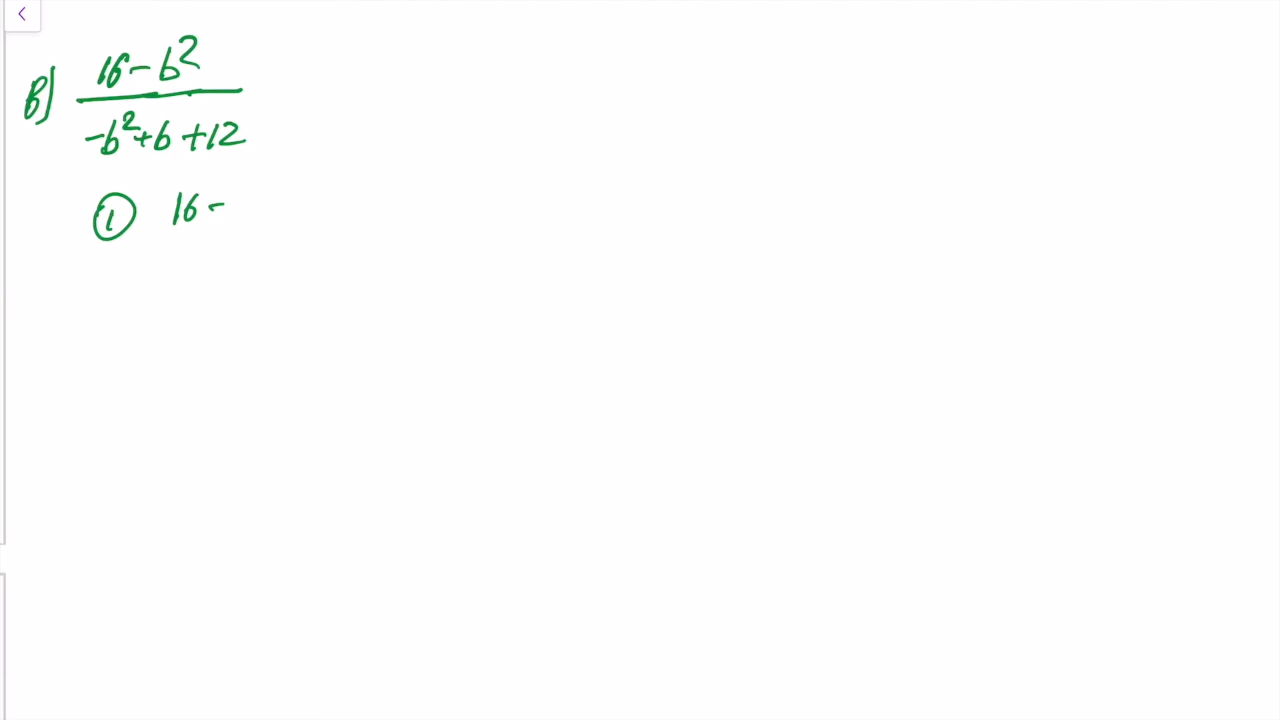 в) 16 - b²
-b² + b + 12
① 16 -